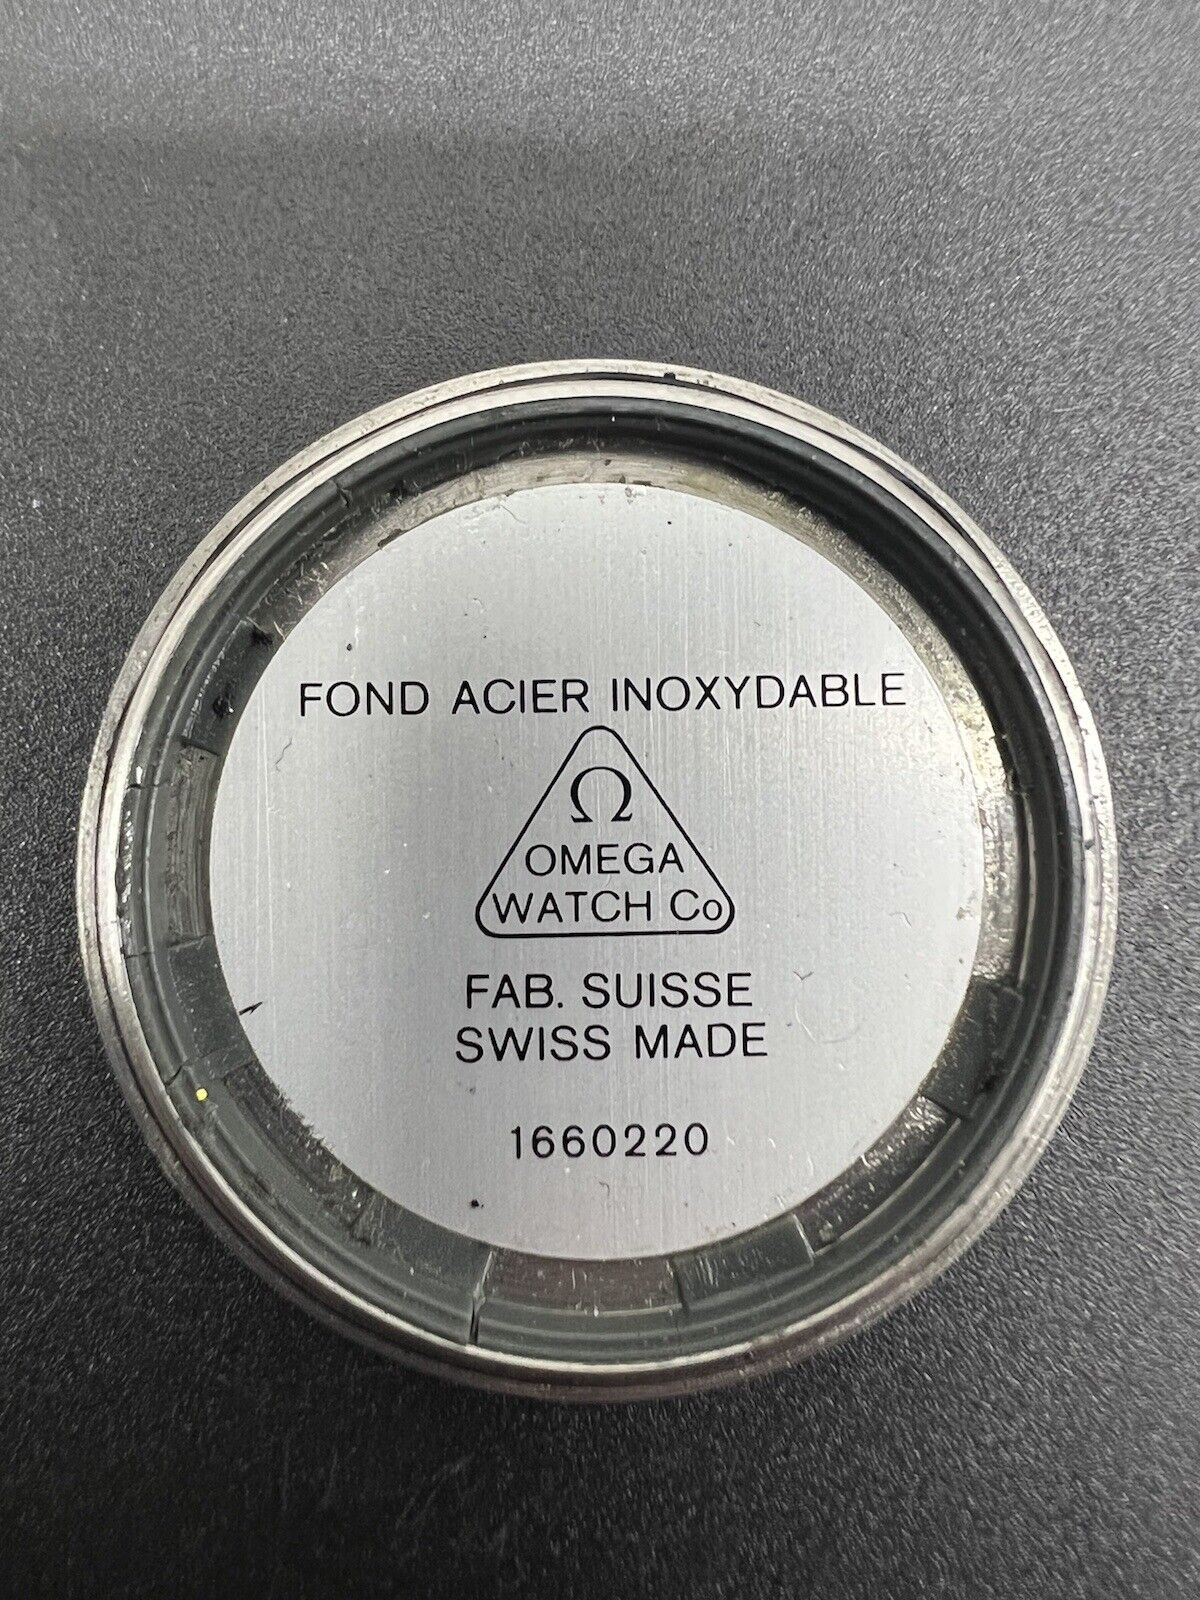 FOND ACIER INOXYDABLE
Ω
OMEGA
WATCH Co
FAB. SUISSE
SWISS MADE
1660220